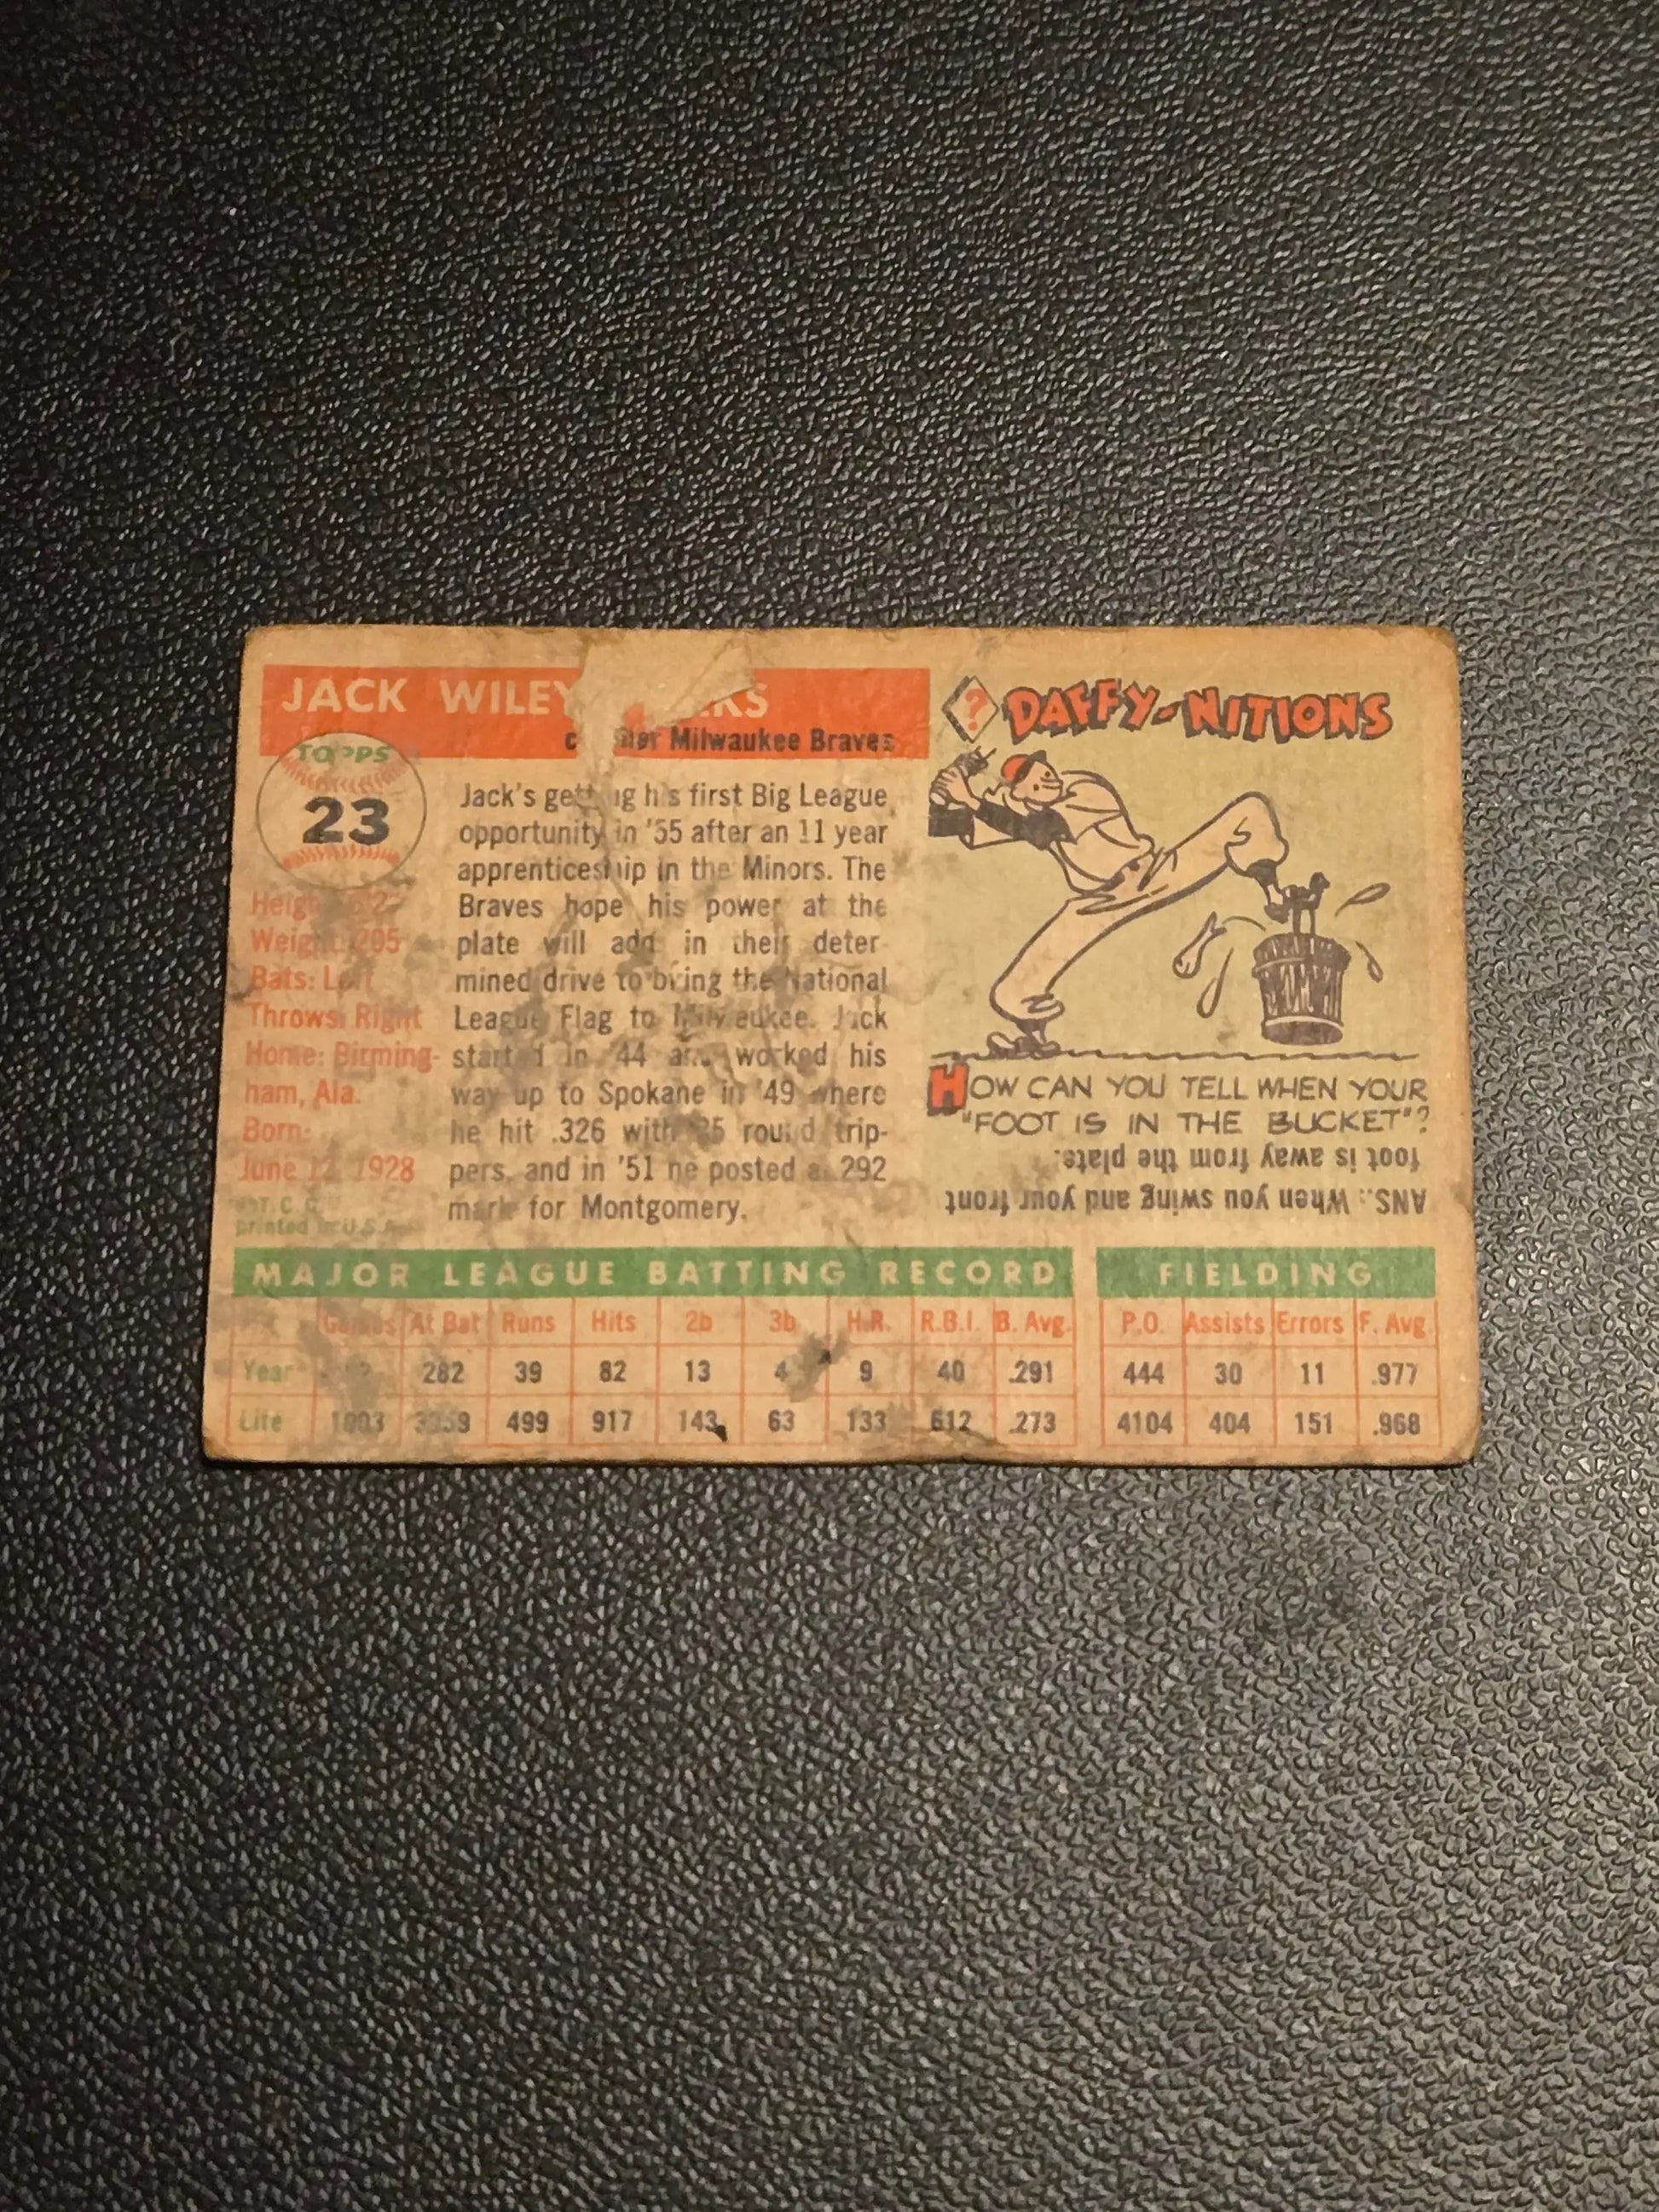 JACK WILEY
Milwaukee Braves
TOPPS
23
Weight: 205
Bats:
Throws: Right
Home: Birming-
ham, Ala.
Born:
June 12, 1928
T. C. G.
printed in U.S.A.
Jack's getting his first Big League
opportunity in '55 after an 11 year
apprenticeship in the Minors. The
Braves hope his power at the
plate will add in their deter-
mined drive to bring the National
League Flag to Milwaukee. Jack
started in '44 and worked his
way up to Spokane in '49 where
he hit .326 with round trip-
pers, and in '51 he posted a .292
mark for Montgomery.
? DAFFY-NITIONS
HOW CAN YOU TELL WHEN YOUR
"FOOT IS IN THE BUCKET"?
ANS.: When you swing and your front
foot is away from the plate.
MAJOR LEAGUE BATTING RECORD
Games At Bat Runs Hits 2b 3b H.R. R.B.I. B. Avg.
Year 282 39 82 13 4 9 40 .291
Life 1003 499 917 143 63 133 612 .273
FIELDING
P.O. Assists Errors F. Avg.
444 30 11 .977
4104 404 151 .968